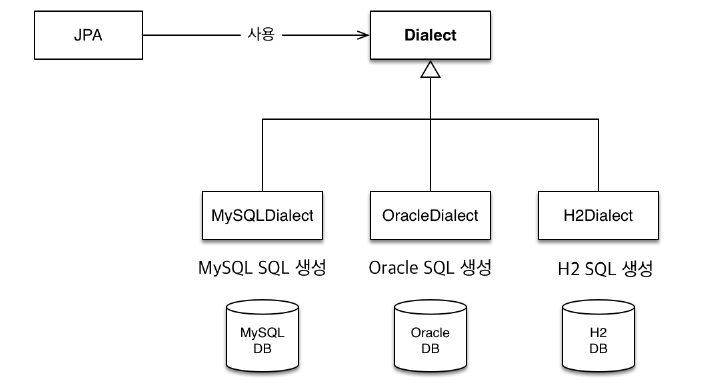 JPA
사용
Dialect
MySQLDialect
OracleDialect
H2Dialect
MySQL SQL 생성
Oracle SQL 생성
H2 SQL 생성
MySQL
DB
Oracle
DB
H2
DB